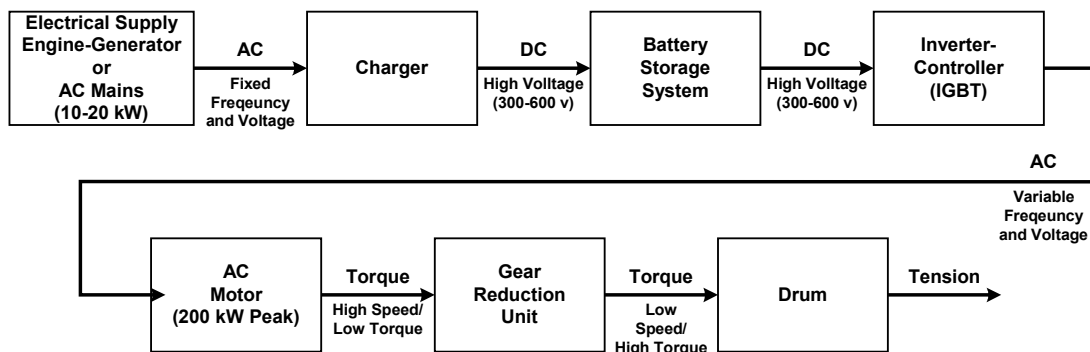 Electrical Supply
Engine-Generator
or
AC Mains
(10-20 kW)
AC
Fixed
Freqeuncy
and Voltage
Charger
DC
High Volltage
(300-600 v)
Battery
Storage
System
DC
High Voltage
(300-600 v)
Inverter-
Controller
(IGBT)
AC
Variable
Freqeuncy
and Voltage
AC
Motor
(200 kW Peak)
Torque
High Speed/
Low Torque
Gear
Reduction
Unit
Torque
Low
Speed/
High Torque
Drum
Tension